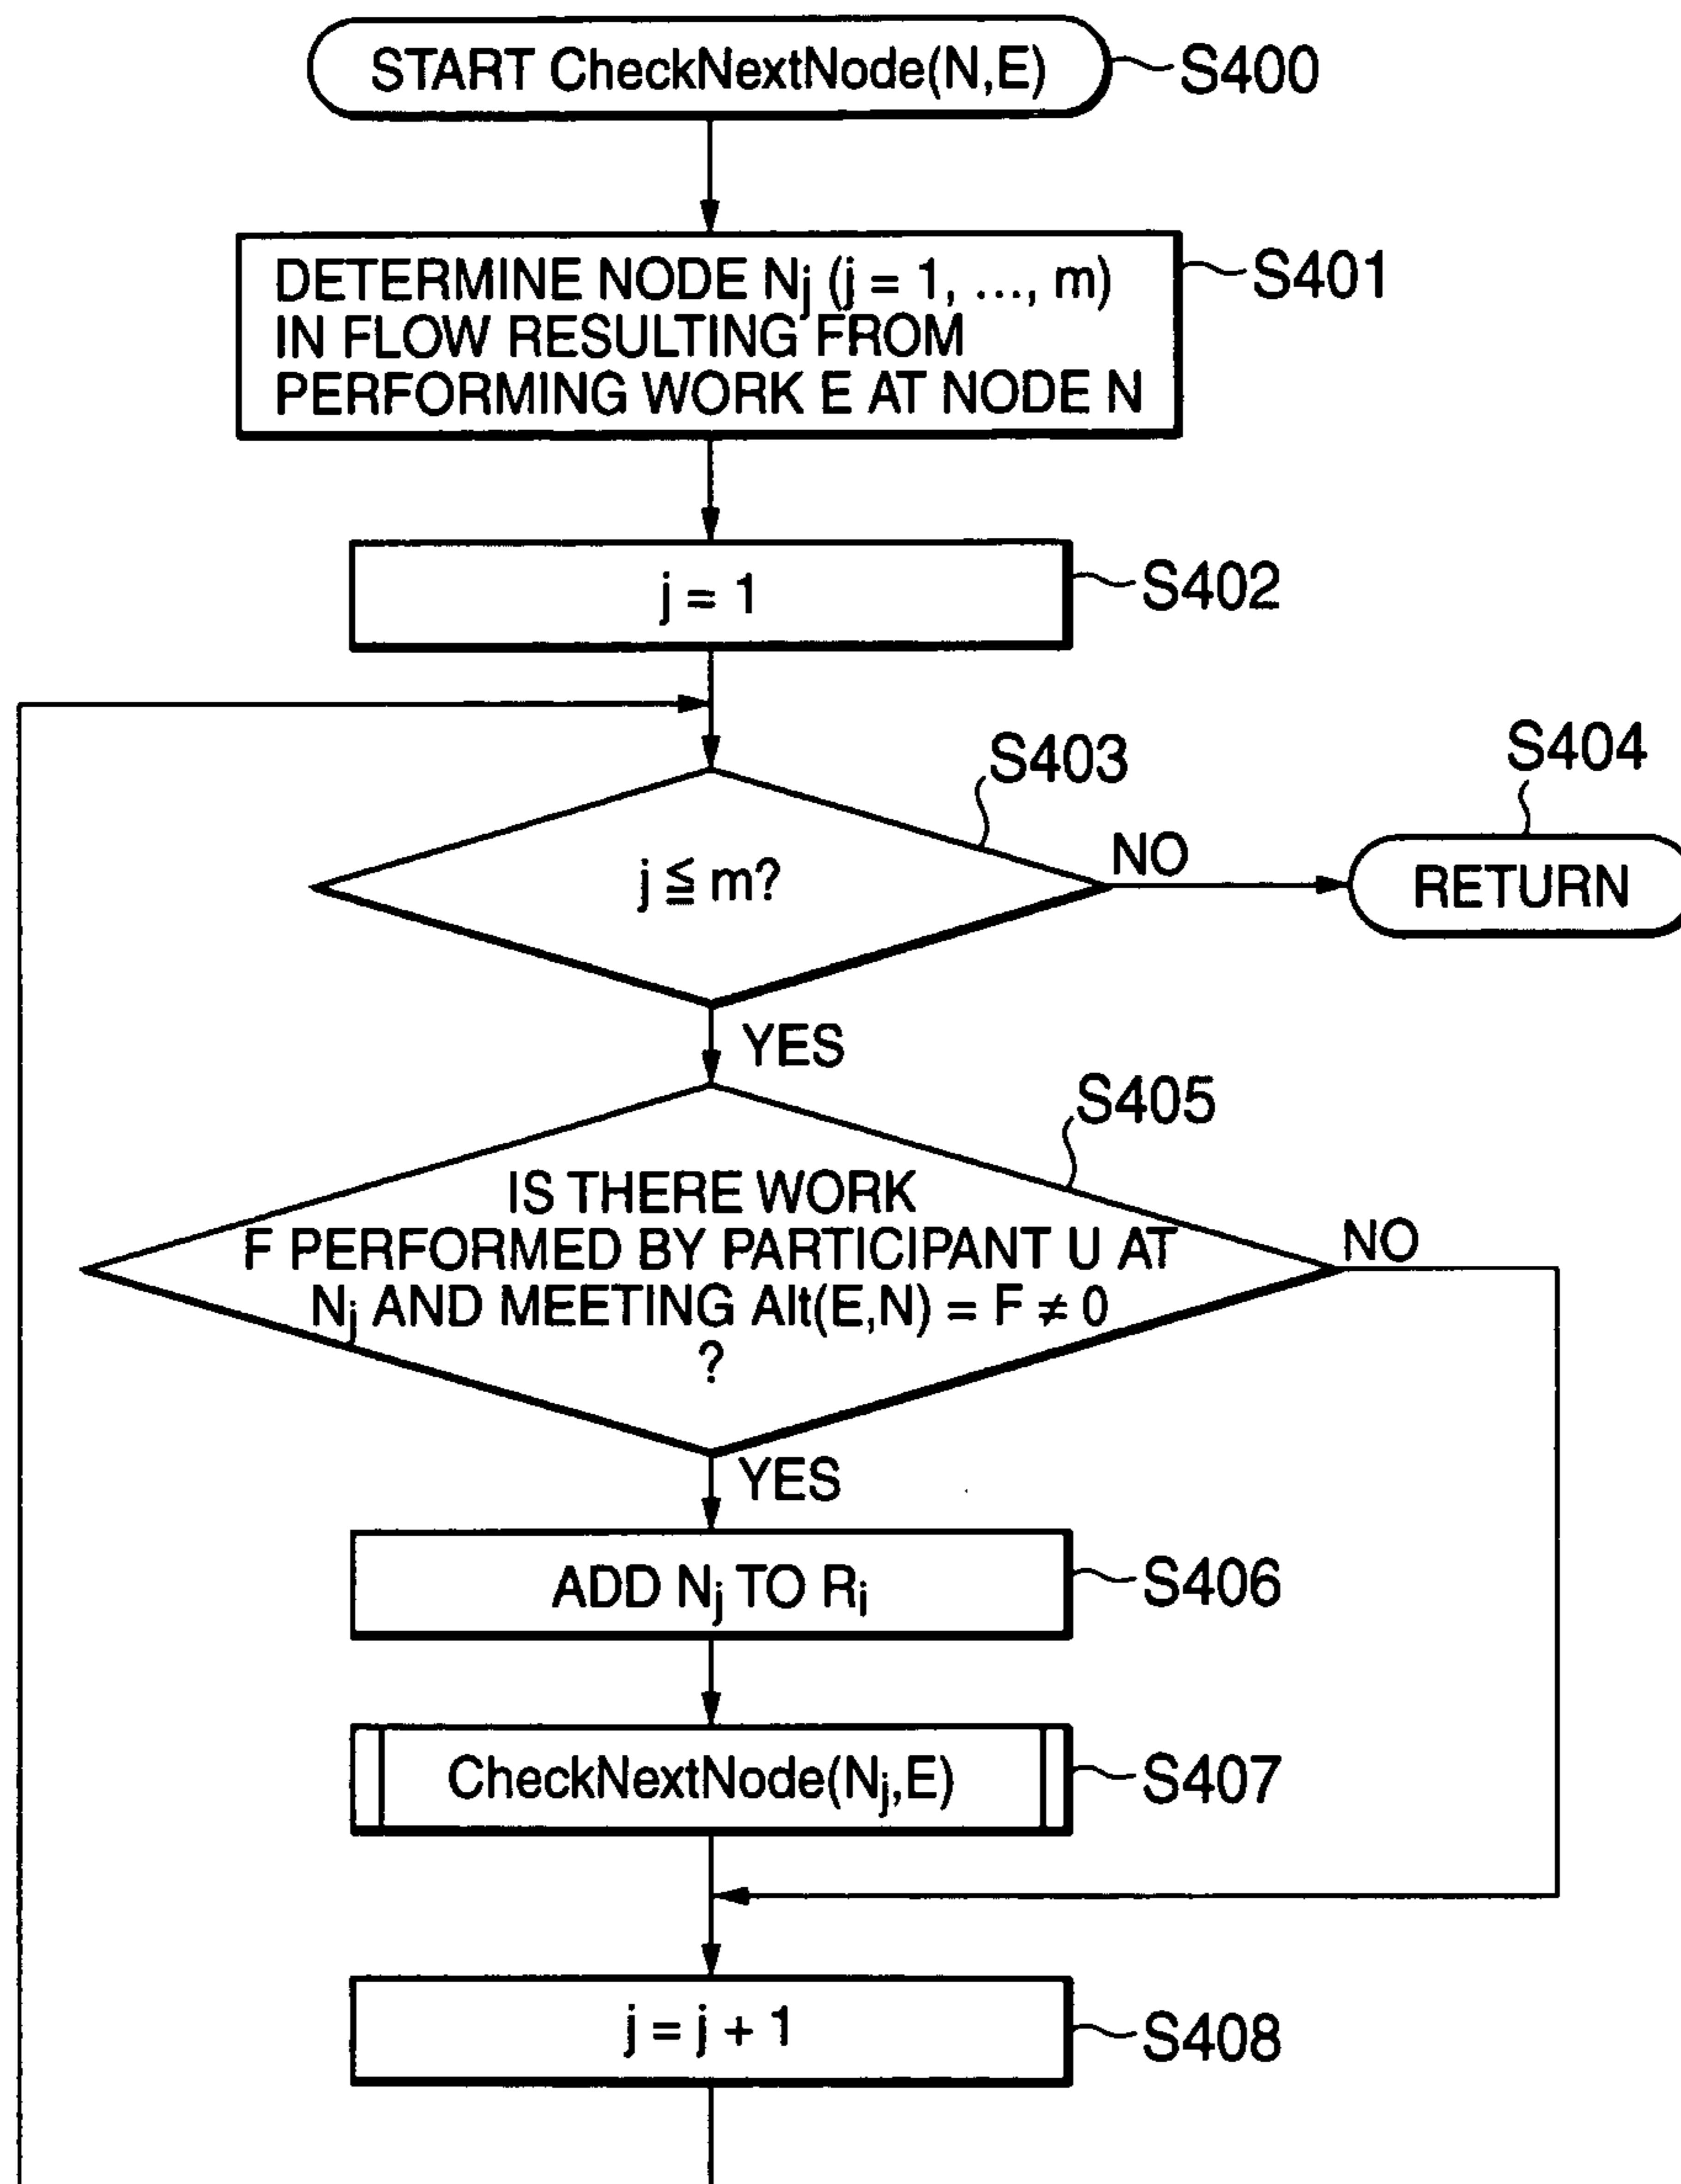 START CheckNextNode(N,E)
S400
DETERMINE NODE Nj (j = 1, ..., m)
IN FLOW RESULTING FROM
PERFORMING WORK E AT NODE N
S401
j = 1
S402
S403
S404
j ≦ m?
NO
RETURN
YES
S405
IS THERE WORK
F PERFORMED BY PARTICIPANT U AT
Nj AND MEETING Alt(E,N) = F ≠ 0
?
NO
YES
ADD Nj TO Ri
S406
CheckNextNode(Nj,E)
S407
j = j + 1
S408